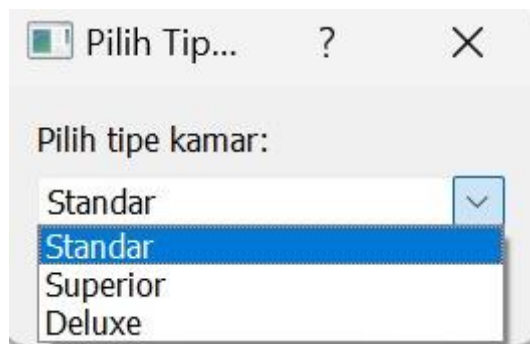 Pilih Tip... ?
Pilih tipe kamar:
Standar
Standar
Superior
Deluxe